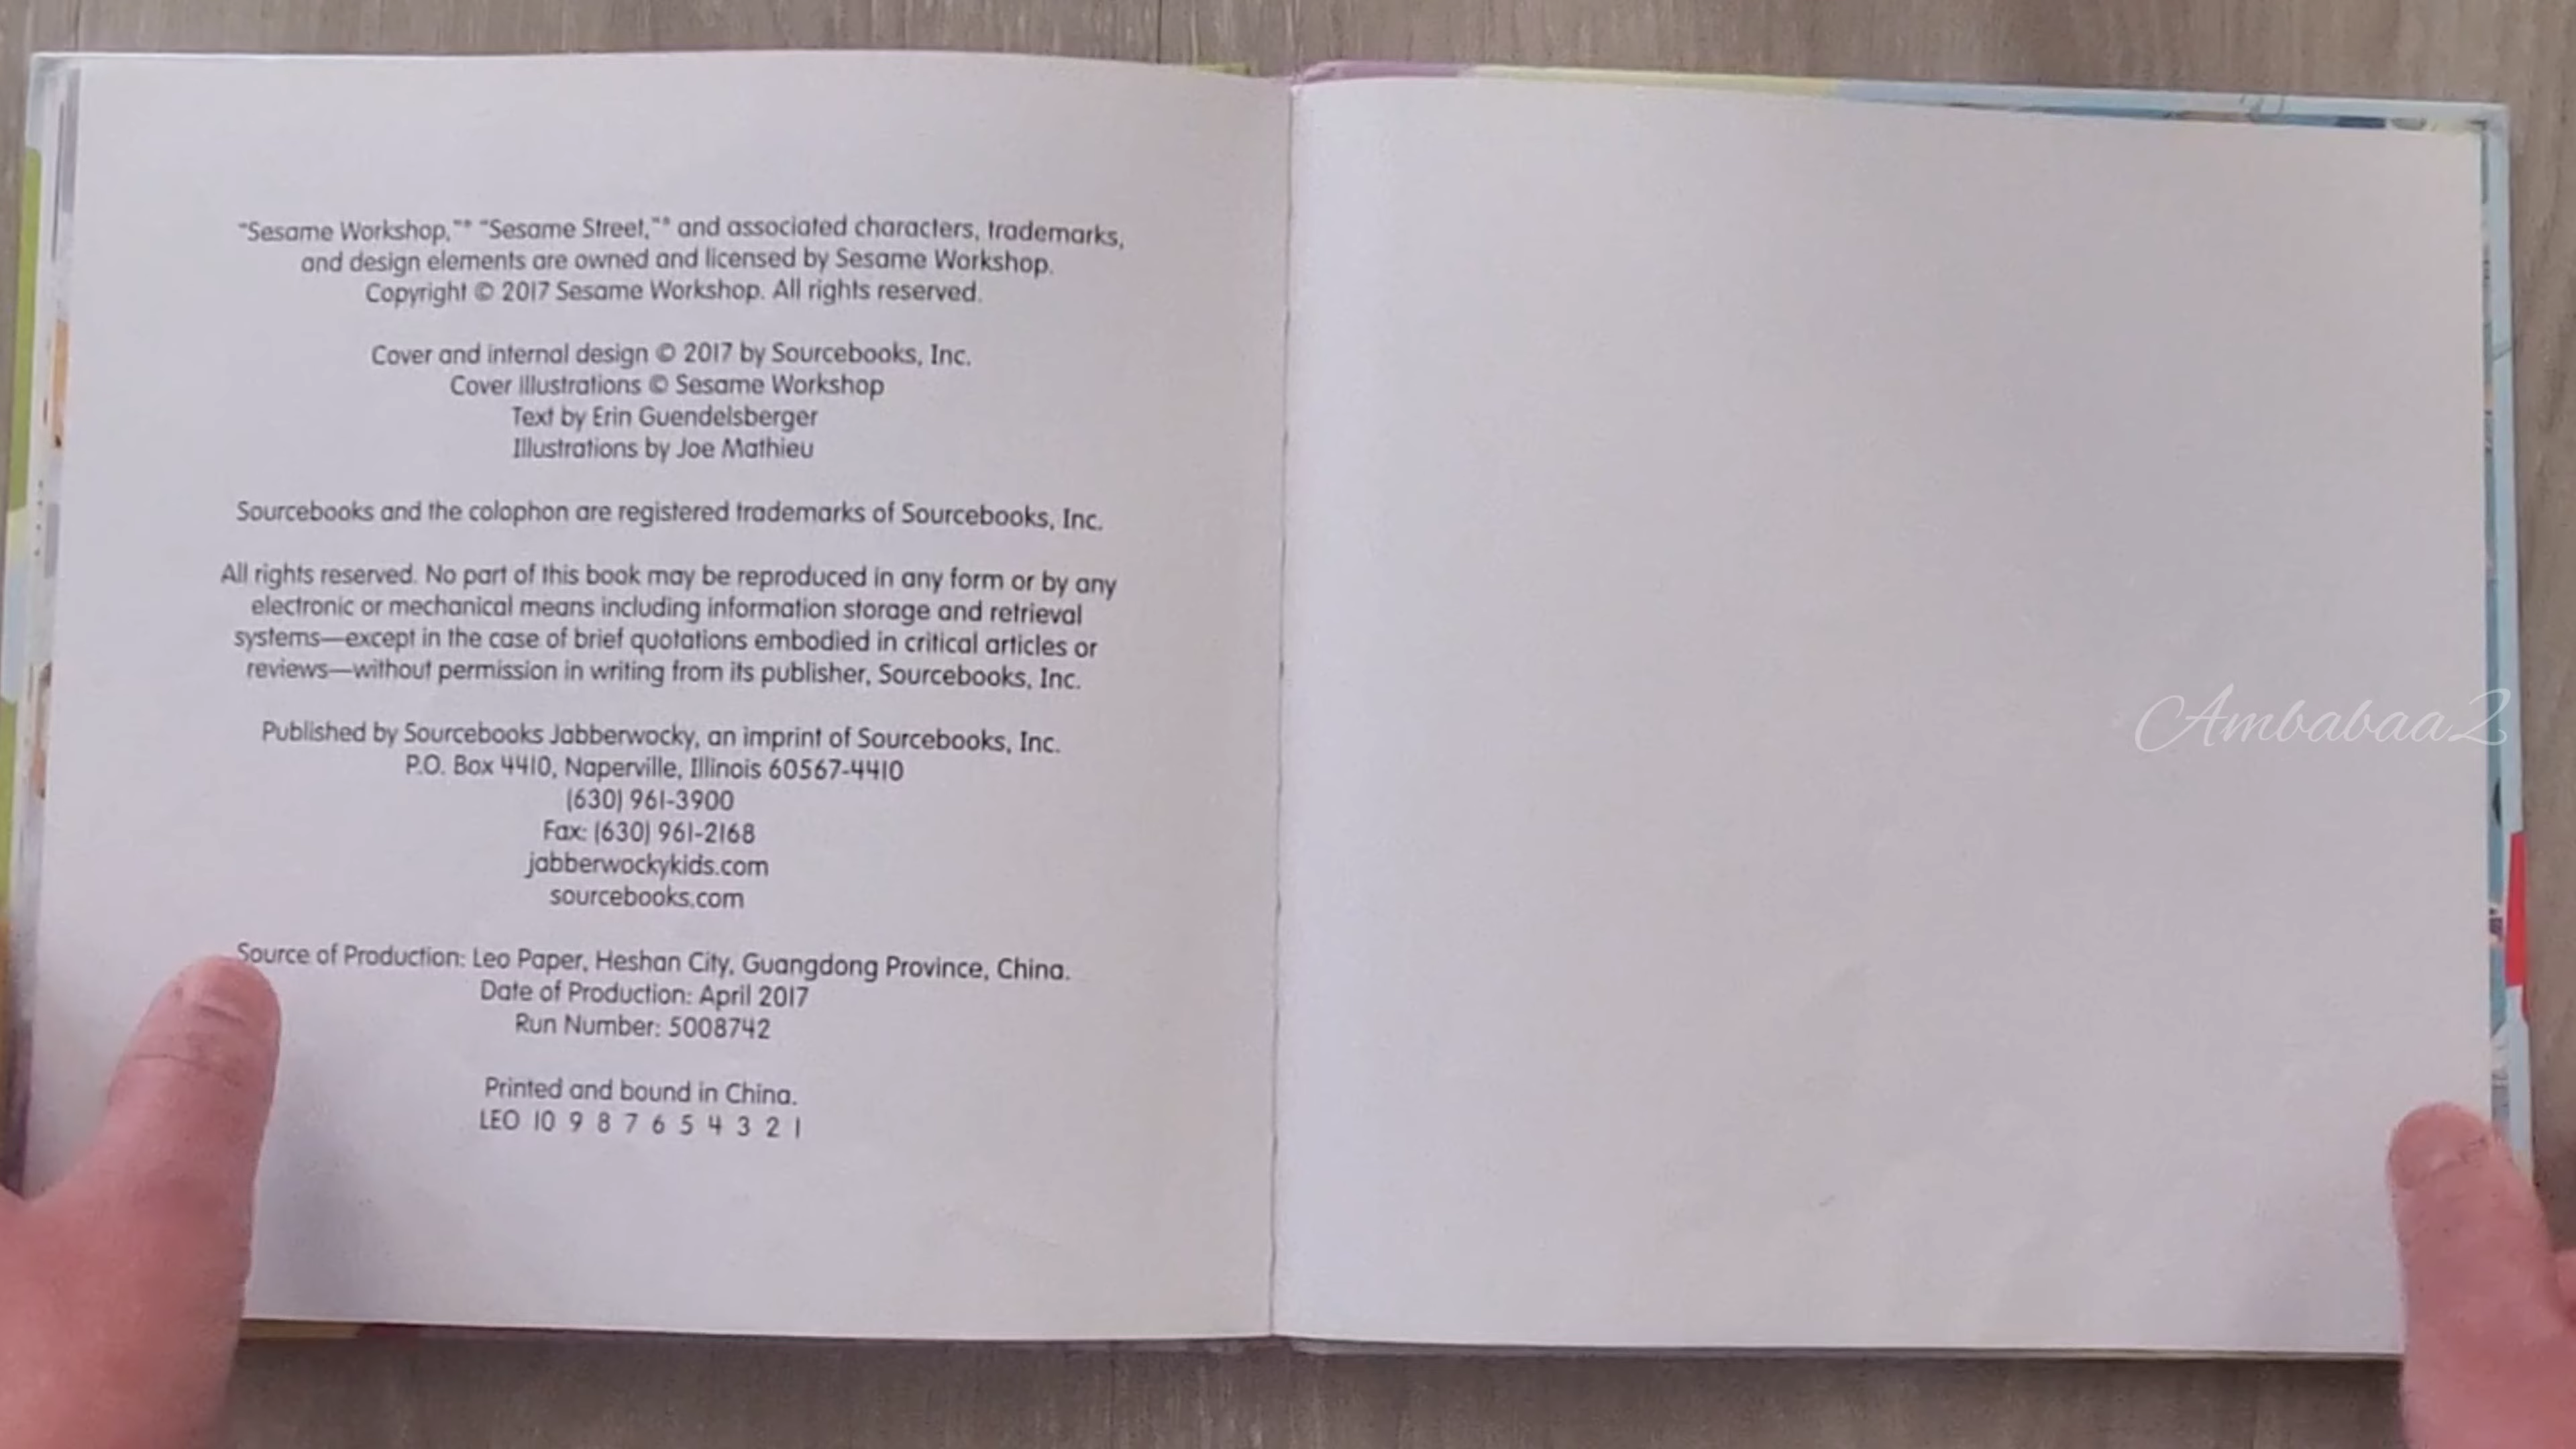 "Sesame Workshop,"® "Sesame Street,"® and associated characters, trademarks,
and design elements are owned and licensed by Sesame Workshop.
Copyright © 2017 Sesame Workshop. All rights reserved.
Cover and internal design © 2017 by Sourcebooks, Inc.
Cover illustrations © Sesame Workshop
Text by Erin Guendelsberger
Illustrations by Joe Mathieu
Sourcebooks and the colophon are registered trademarks of Sourcebooks, Inc.
All rights reserved. No part of this book may be reproduced in any form or by any
electronic or mechanical means including information storage and retrieval
systems—except in the case of brief quotations embodied in critical articles or
reviews—without permission in writing from its publisher, Sourcebooks, Inc.
Published by Sourcebooks Jabberwocky, an imprint of Sourcebooks, Inc.
P.O. Box 4410, Naperville, Illinois 60567-4410
(630) 961-3900
Fax: (630) 961-2168
jabberwockykids.com
sourcebooks.com
Source of Production: Leo Paper, Heshan City, Guangdong Province, China.
Date of Production: April 2017
Run Number: 5008742
Printed and bound in China.
LEO 10 9 8 7 6 5 4 3 2 1
Ambabaa2